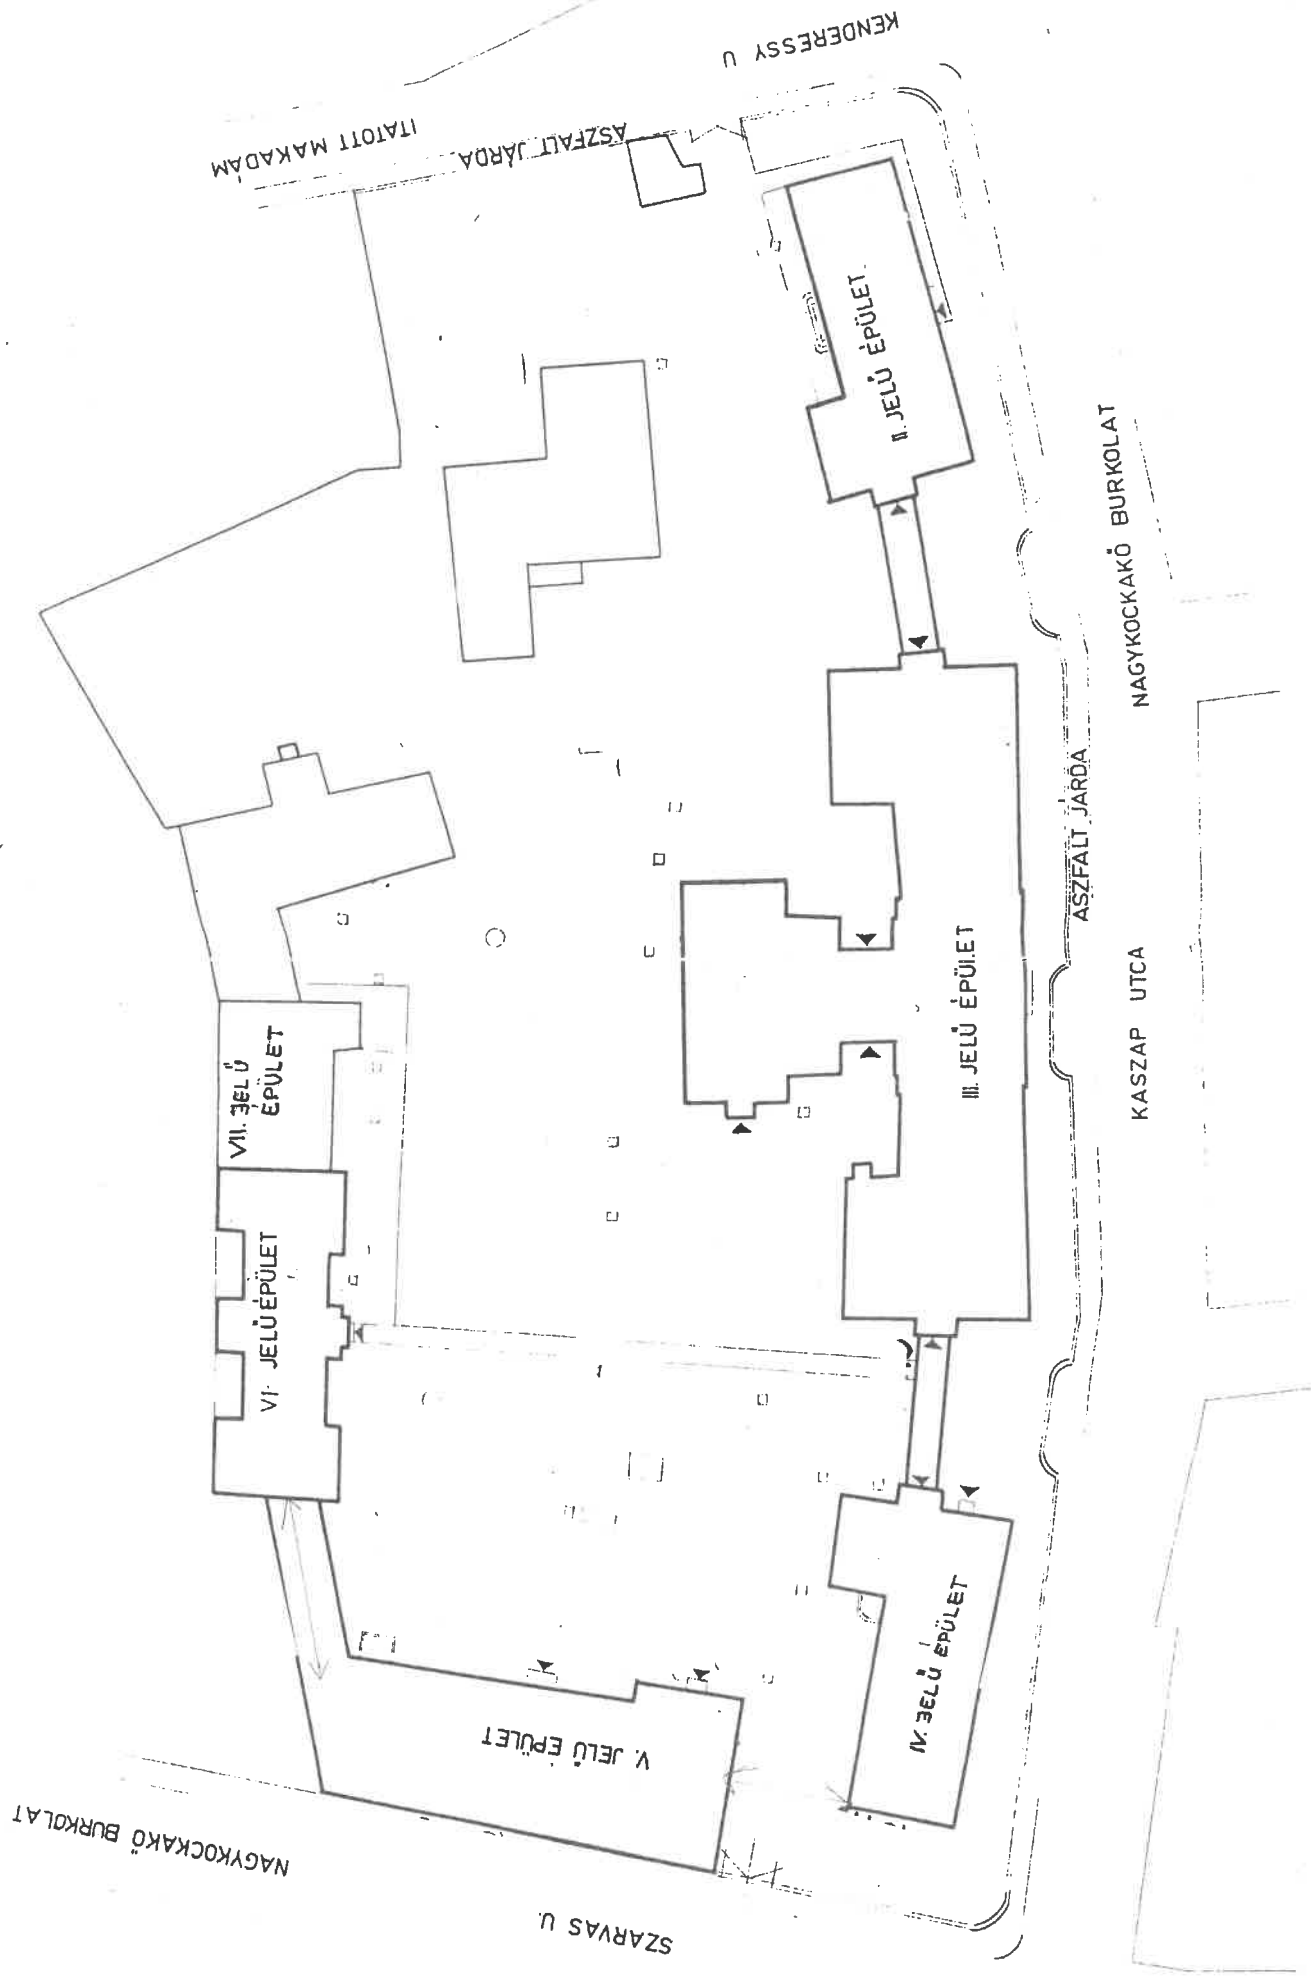 KENDERESSY U
ITATOTT MAKADÁM
ASZFALT JÁRDA
II. JELŰ ÉPÜLET.
NAGYKOCKAKŐ BURKOLAT
ASZFALT JÁRDA
III. JELŰ ÉPÜLET
KASZAP UTCA
VII. JELŰ
ÉPÜLET
VI. JELŰ ÉPÜLET
IV. JELŰ ÉPÜLET
V. JELŰ ÉPÜLET
NAGYKOCKAKŐ BURKOLAT
SZARVAS U.